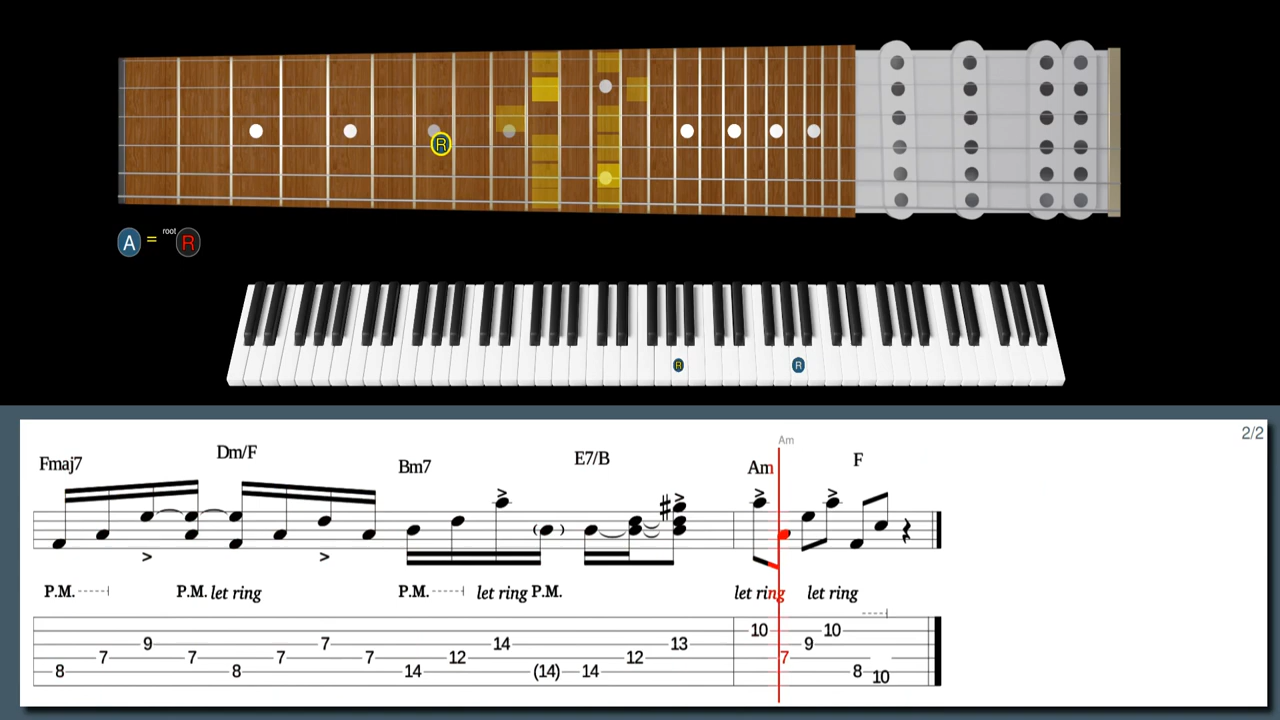 R
A = root R
R R
2/2
Am
Fmaj7 Dm/F Bm7 E7/B Am F
P.M. P.M. let ring P.M. let ring P.M. let ring let ring
10 10
9 7 14 13 9
7 7 7 7 12 12 7
8 8 14 (14) 14 8 10